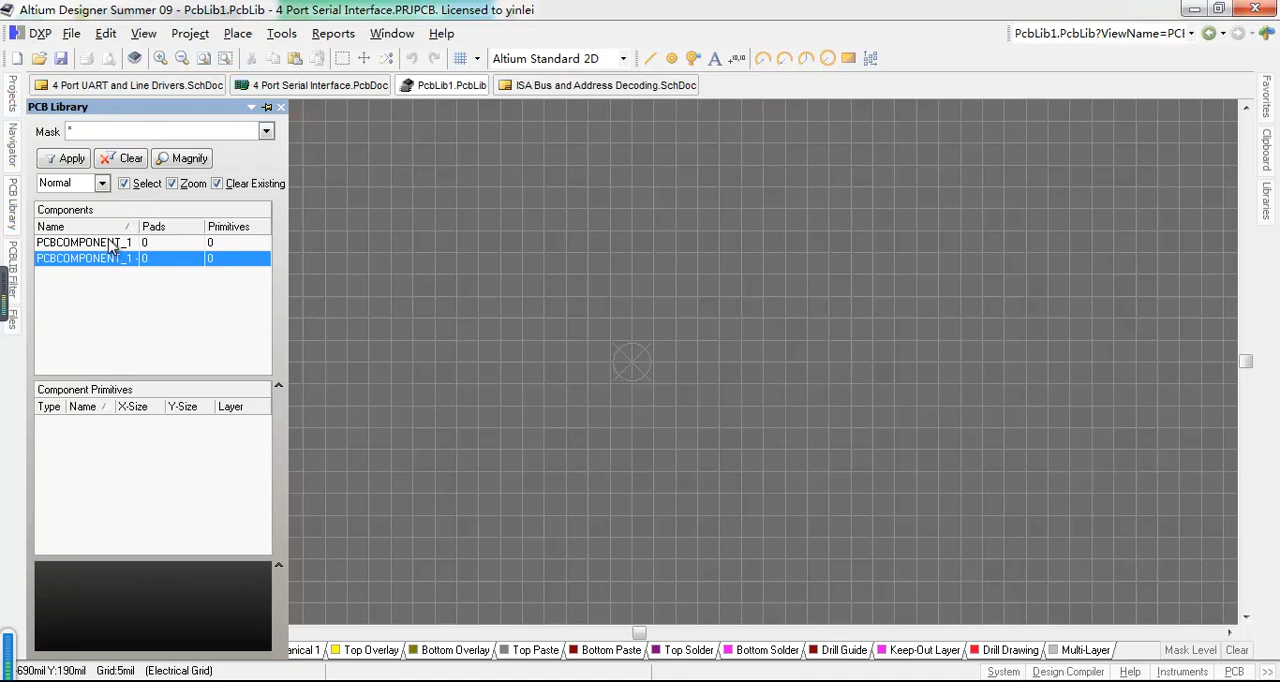 Altium Designer Summer 09 - PcbLib1.PcbLib - 4 Port Serial Interface.PRJPCB. Licensed to yinlei
DXP File Edit View Project Place Tools Reports Window Help
PcbLib1.PcbLib?ViewName=PCE
Altium Standard 2D
4 Port UART and Line Drivers.SchDoc 4 Port Serial Interface.PcbDoc PcbLib1.PcbLib ISA Bus and Address Decoding.SchDoc
Projects
Navigator
PCB Library
PCBLIB Filter
Files
PCB Library
Mask *
Apply Clear Magnify
Normal Select Zoom Clear Existing
Components
Name / Pads Primitives
PCBCOMPONENT_1 0 0
PCBCOMPONENT_1 - 0 0
Component Primitives
Type Name / X-Size Y-Size Layer
Favorites
Clipboard
Libraries
anical 1 Top Overlay Bottom Overlay Top Paste Bottom Paste Top Solder Bottom Solder Drill Guide Keep-Out Layer Drill Drawing Multi-Layer Mask Level Clear
690mil Y:190mil Grid:5mil (Electrical Grid)
System Design Compiler Help Instruments PCB >>